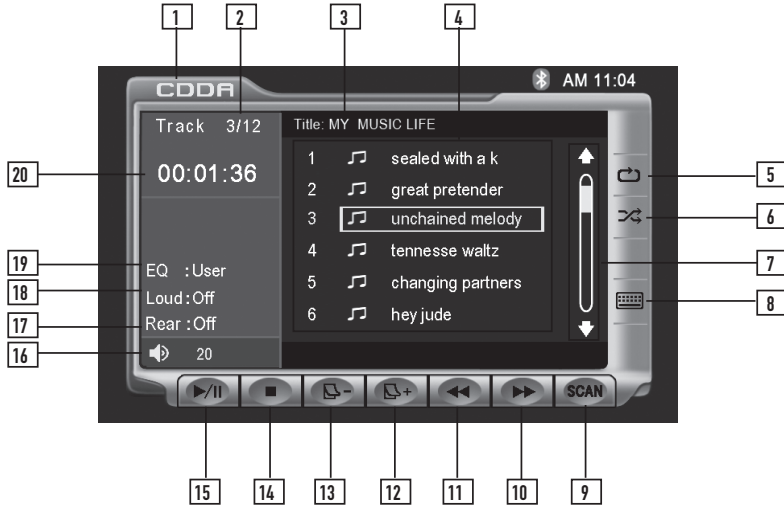 1 2 3 4
CDDA
AM 11:04
Track 3/12
Title: MY MUSIC LIFE
00:01:36
1 sealed with a k
2 great pretender
3 unchained melody
4 tennesse waltz
5 changing partners
6 hey jude
EQ :User
Loud:Off
Rear:Off
20
- + SCAN
20
19
18
17
16
5
6
7
8
15 14 13 12 11 10 9